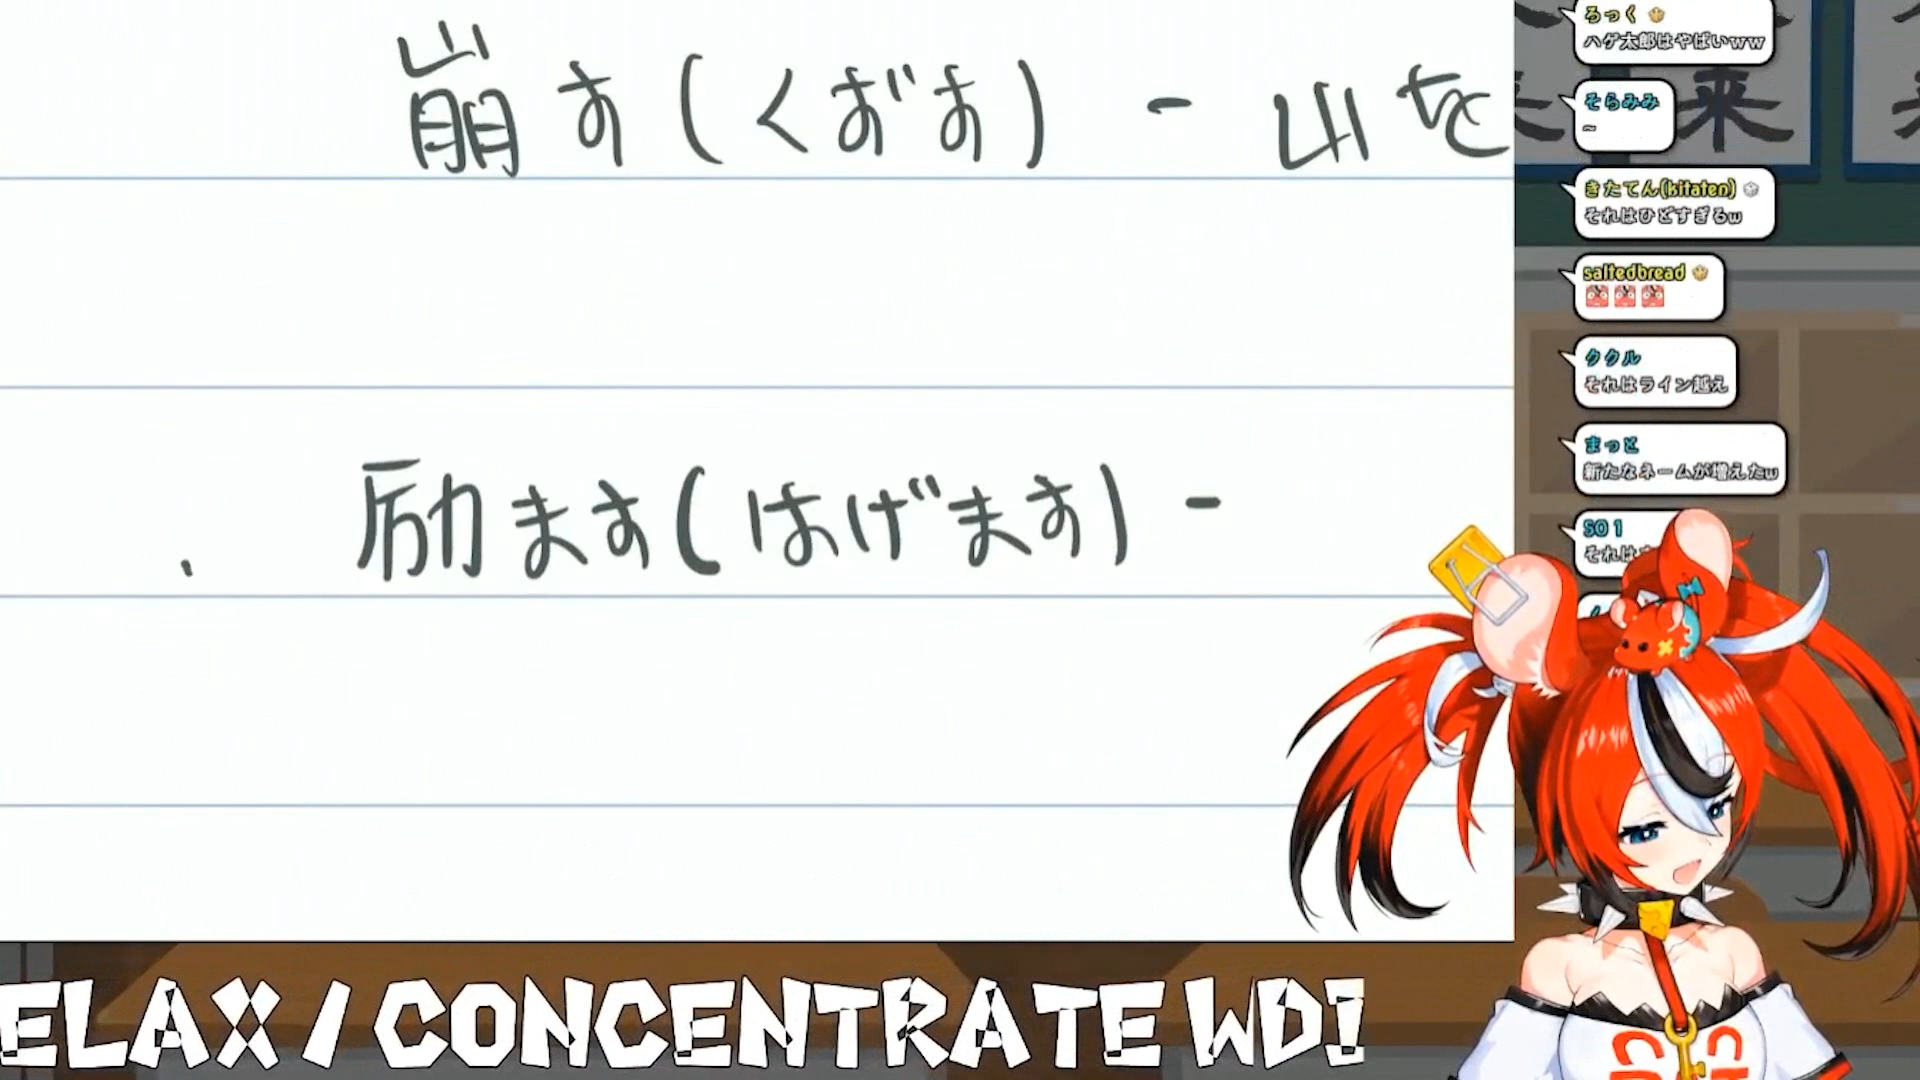 崩す(くずす) - 山を
励ます(はげます) -
ろっく
ハゲ太郎はやばいww
そらみみ
~
きたてん(kitaten)
それはひどすぎるw
saltedbread
ククル
それはライン越え
まっと
新たなネームが増えたw
SO 1
それは
来
ELAX / CONCENTRATE WD!